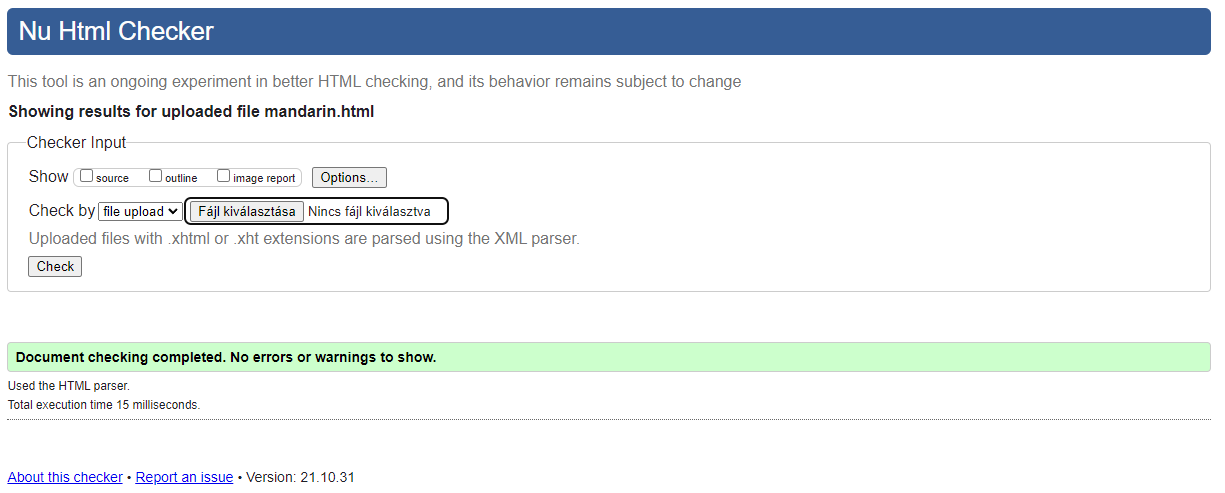 Nu Html Checker
This tool is an ongoing experiment in better HTML checking, and its behavior remains subject to change
Showing results for uploaded file mandarin.html
Checker Input
Show source outline image report Options...
Check by file upload Fájl kiválasztása Nincs fájl kiválasztva
Uploaded files with .xhtml or .xht extensions are parsed using the XML parser.
Check
Document checking completed. No errors or warnings to show.
Used the HTML parser.
Total execution time 15 milliseconds.
About this checker • Report an issue • Version: 21.10.31